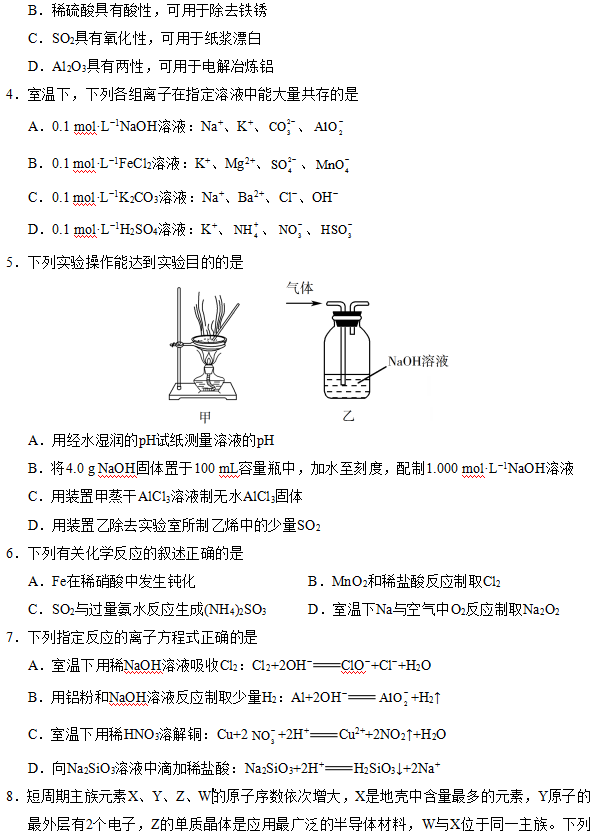 B．稀硫酸具有酸性，可用于除去铁锈
C．SO2具有氧化性，可用于纸浆漂白
D．Al2O3具有两性，可用于电解冶炼铝
4．室温下，下列各组离子在指定溶液中能大量共存的是
A．0.1 mol·L−1NaOH溶液：Na⁺、K⁺、CO₃²⁻、AlO₂⁻
B．0.1 mol·L−1FeCl2溶液：K⁺、Mg²⁺、SO₄²⁻、MnO₄⁻
C．0.1 mol·L−1K2CO3溶液：Na⁺、Ba²⁺、Cl⁻、OH⁻
D．0.1 mol·L−1H2SO4溶液：K⁺、NH₄⁺、NO₃⁻、HSO₃⁻
5．下列实验操作能达到实验目的的是
气体
NaOH溶液
甲 乙
A．用经水湿润的pH试纸测量溶液的pH
B．将4.0 g NaOH固体置于100 mL容量瓶中，加水至刻度，配制1.000 mol·L−1NaOH溶液
C．用装置甲蒸干AlCl3溶液制无水AlCl3固体
D．用装置乙除去实验室所制乙烯中的少量SO2
6．下列有关化学反应的叙述正确的是
A．Fe在稀硝酸中发生钝化 B．MnO2和稀盐酸反应制取Cl2
C．SO2与过量氨水反应生成(NH4)2SO3 D．室温下Na与空气中O2反应制取Na2O2
7．下列指定反应的离子方程式正确的是
A．室温下用稀NaOH溶液吸收Cl2：Cl2+2OH⁻══ClO⁻+Cl⁻+H2O
B．用铝粉和NaOH溶液反应制取少量H2：Al+2OH⁻══AlO₂⁻+H2↑
C．室温下用稀HNO3溶解铜：Cu+2NO₃⁻+2H⁺══Cu²⁺+2NO2↑+H2O
D．向Na2SiO3溶液中滴加稀盐酸：Na2SiO3+2H⁺══H2SiO3↓+2Na⁺
8．短周期主族元素X、Y、Z、W的原子序数依次增大，X是地壳中含量最多的元素，Y原子的
最外层有2个电子，Z的单质晶体是应用最广泛的半导体材料，W与X位于同一主族。下列